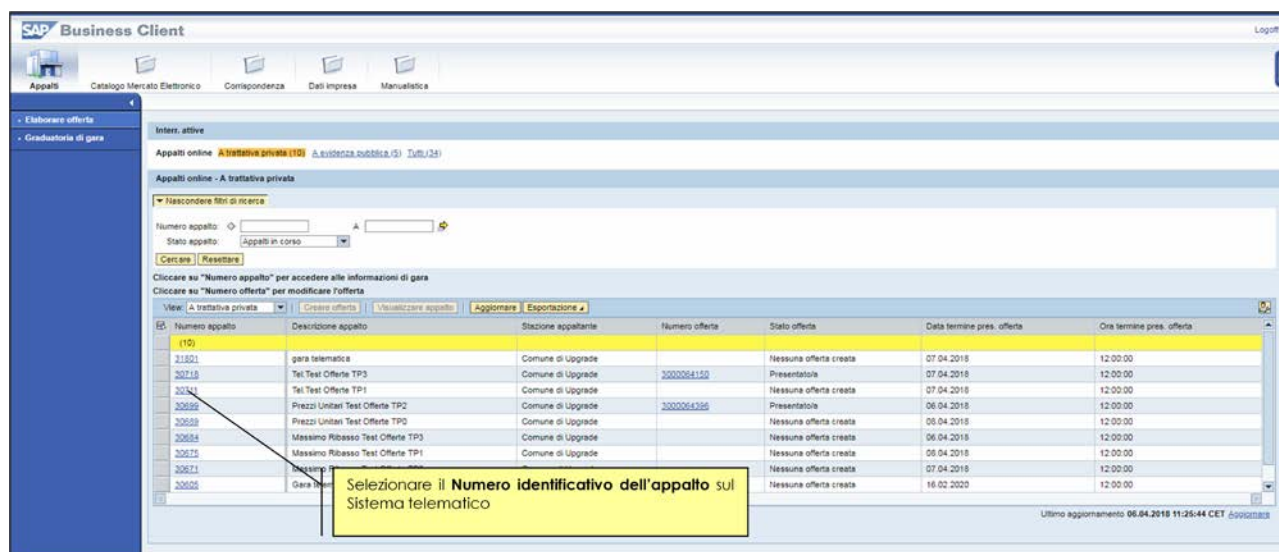 SAP Business Client
Logoff
Appalti Catalogo Mercato Elettronico Corrispondenza Dati impresa Manualistica
Elaborare offerta
Graduatoria di gara
Interr. attive
Appalti online A trattativa privata (10) A evidenza pubblica (5) Tutti (34)
Appalti online - A trattativa privata
Nascondere filtri di ricerca
Numero appalto: A
Stato appalto: Appalti in corso
Cercare Resettare
Cliccare su "Numero appalto" per accedere alle informazioni di gara
Cliccare su "Numero offerta" per modificare l'offerta
View: A trattativa privata Creare offerta Visualizzare appalto Aggiornare Esportazione
Numero appalto Descrizione appalto Stazione appaltante Numero offerta Stato offerta Data termine pres. offerta Ora termine pres. offerta
(10)
31801 gara telematica Comune di Upgrade Nessuna offerta creata 07.04.2018 12:00:00
30718 Tel.Test Offerte TP3 Comune di Upgrade 3000064150 Presentato/a 07.04.2018 12:00:00
Tel.Test Offerte TP1 Comune di Upgrade Nessuna offerta creata 07.04.2018 12:00:00
30699 Prezzi Unitari Test Offerte TP2 Comune di Upgrade 3000064396 Presentato/a 06.04.2018 12:00:00
30689 Prezzi Unitari Test Offerte TP0 Comune di Upgrade Nessuna offerta creata 12:00:00
30684 Massimo Ribasso Test Offerte TP3 Comune di Upgrade Nessuna offerta creata 06.04.2018 12:00:00
30675 Massimo Ribasso Test Offerte TP1 Comune di Upgrade Nessuna offerta creata 12:00:00
30671 Massimo Nessuna offerta creata 07.04.2018 12:00:00
30605 Gara Nessuna offerta creata 16.02.2020 12:00:00
Selezionare il Numero identificativo dell'appalto sul
Sistema telematico
Ultimo aggiornamento 06.04.2018 11:25:44 CET Aggiornare